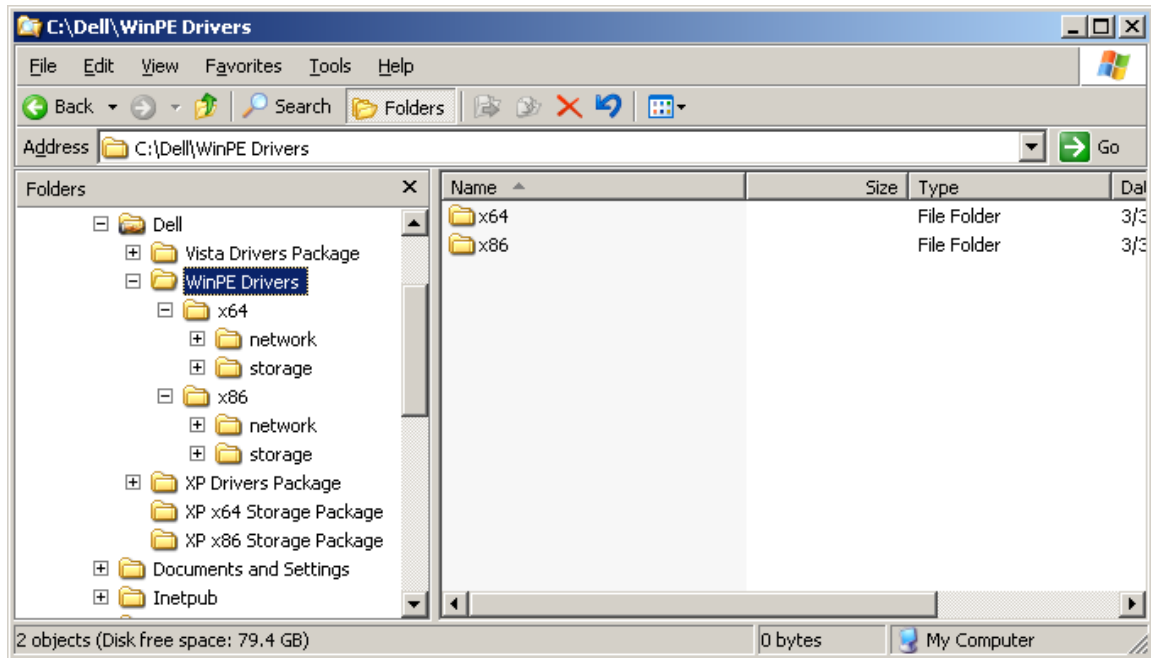 C:\Dell\WinPE Drivers
File Edit View Favorites Tools Help
Back Search Folders
Address C:\Dell\WinPE Drivers Go
Folders
Name Size Type
Dell
Vista Drivers Package
WinPE Drivers
x64
network
storage
x86
network
storage
XP Drivers Package
XP x64 Storage Package
XP x86 Storage Package
Documents and Settings
Inetpub
x64 File Folder
x86 File Folder
2 objects (Disk free space: 79.4 GB) 0 bytes My Computer